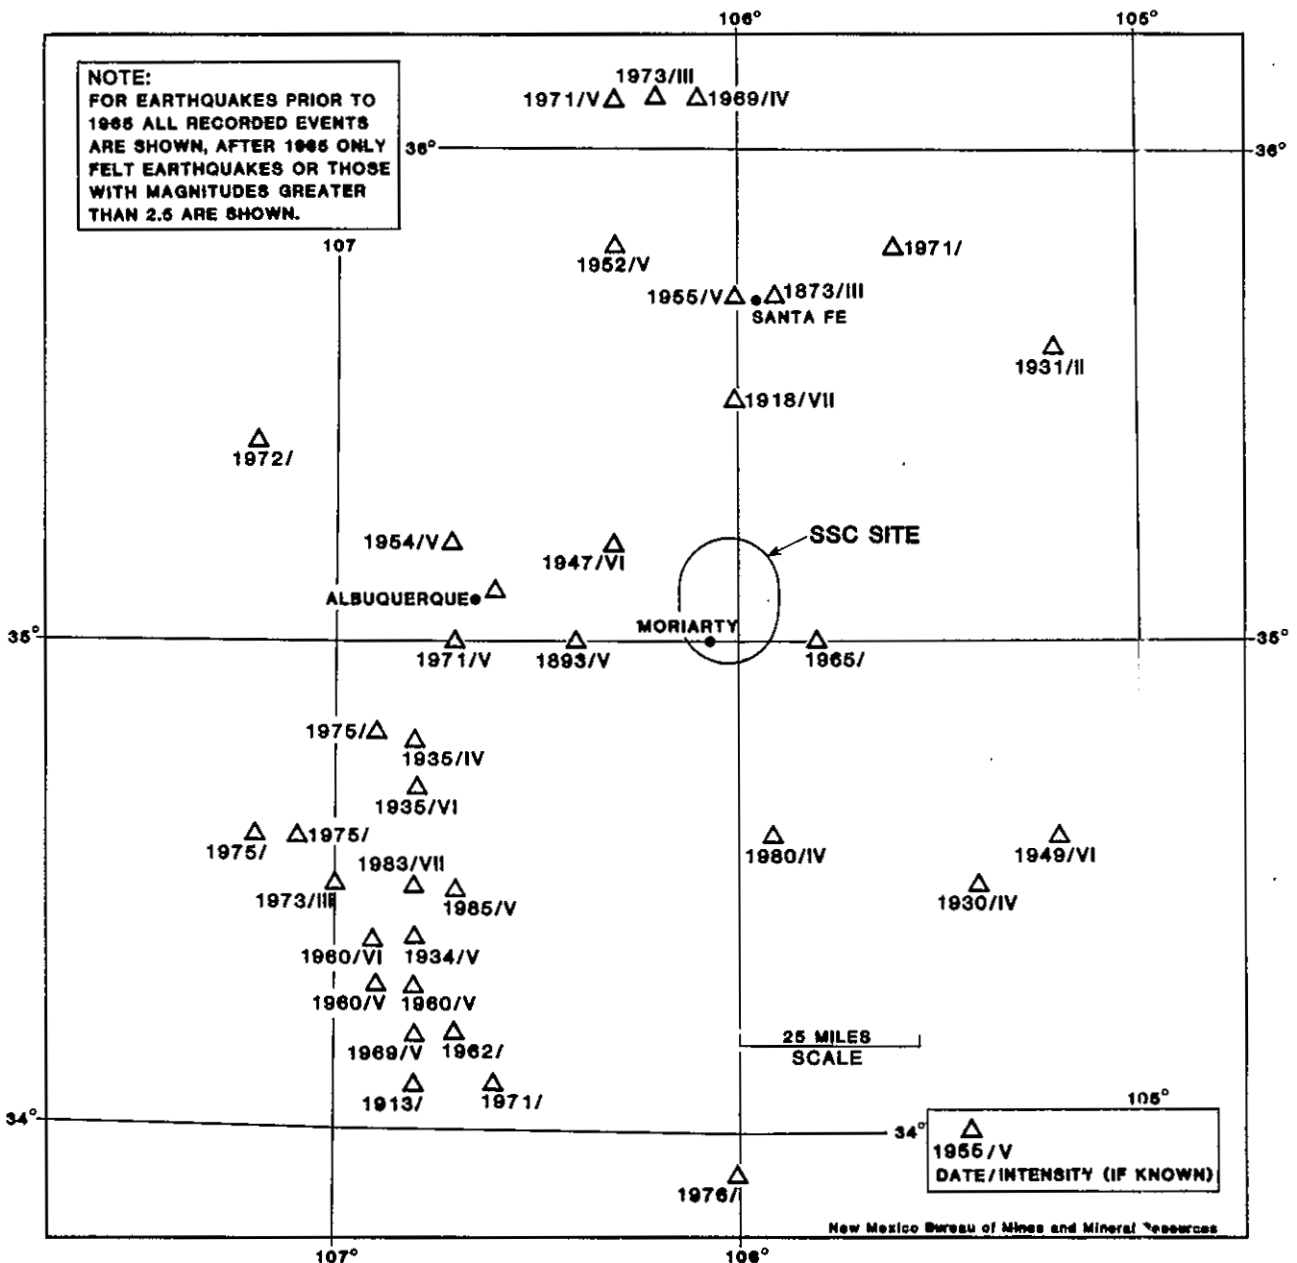 106°
105°
NOTE:
FOR EARTHQUAKES PRIOR TO
1965 ALL RECORDED EVENTS
ARE SHOWN, AFTER 1965 ONLY
FELT EARTHQUAKES OR THOSE
WITH MAGNITUDES GREATER
THAN 2.5 ARE SHOWN.
1973/III
1971/V
1969/IV
36°
36°
107
1952/V
1971/
1955/V
1873/III
SANTA FE
1931/II
1918/VII
1972/
1954/V
1947/VI
SSC SITE
ALBUQUERQUE
MORIARTY
35°
35°
1971/V
1893/V
1965/
1975/
1935/IV
1935/VI
1975/
1975/
1980/IV
1949/VI
1983/VII
1973/III
1985/V
1930/IV
1960/VI
1934/V
1960/V
1960/V
25 MILES
SCALE
1969/V
1962/
1913/
1971/
105°
34°
34°
1955/V
DATE/INTENSITY (IF KNOWN)
1976/
New Mexico Bureau of Mines and Mineral Resources
107°
106°